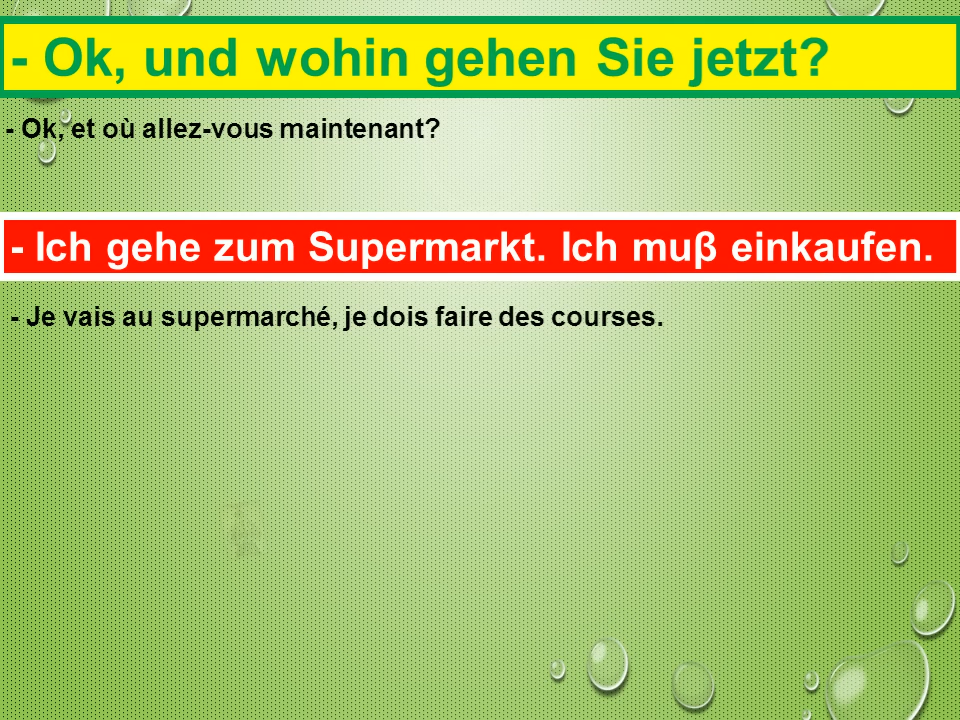 - Ok, und wohin gehen Sie jetzt?
- Ok, et où allez-vous maintenant?
- Ich gehe zum Supermarkt. Ich muβ einkaufen.
- Je vais au supermarché, je dois faire des courses.